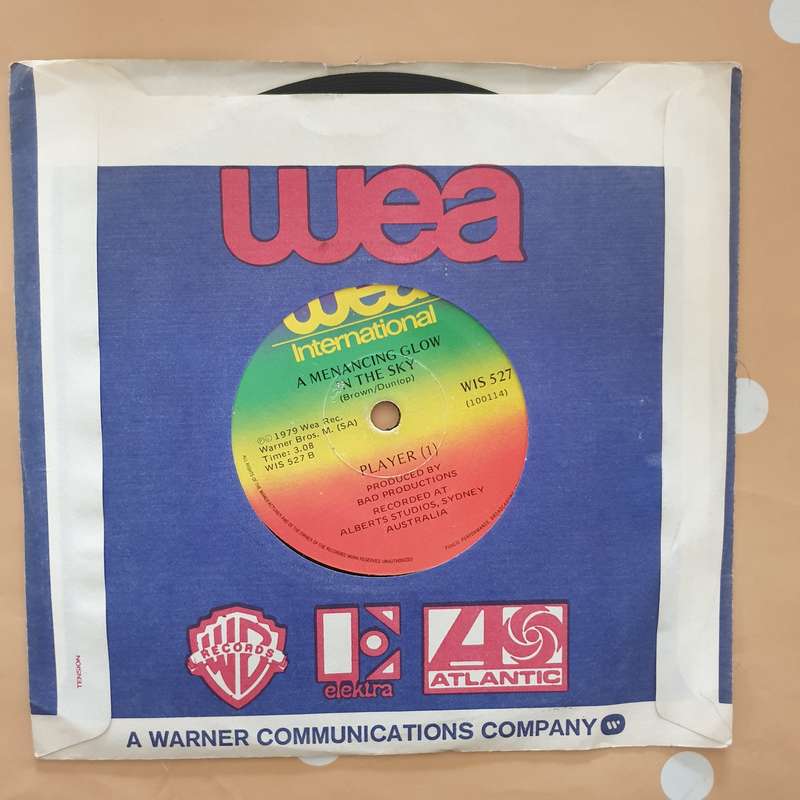 wea
wea
International
A MENANCING GLOW
IN THE SKY
(Brown/Dunlop)
WIS 527
(100114)
℗© 1979 Wea Rec.
Warner Bros. M. (SA)
Time: 3.08
WIS 527 B
PLAYER (1)
PRODUCED BY
BAD PRODUCTIONS
RECORDED AT
ALBERTS STUDIOS, SYDNEY
AUSTRALIA
W RECORDS
elektra
ATLANTIC
TENSION
A WARNER COMMUNICATIONS COMPANY